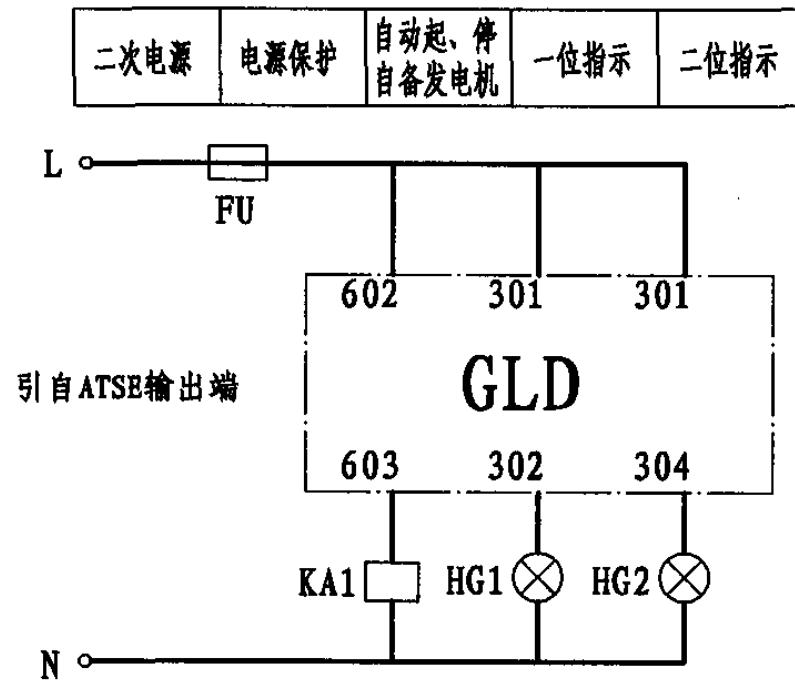 二次电源
电源保护
自动起、停
自备发电机
一位指示
二位指示
L
FU
602
301
301
引自ATSE输出端
GLD
603
302
304
KA1
HG1
HG2
N